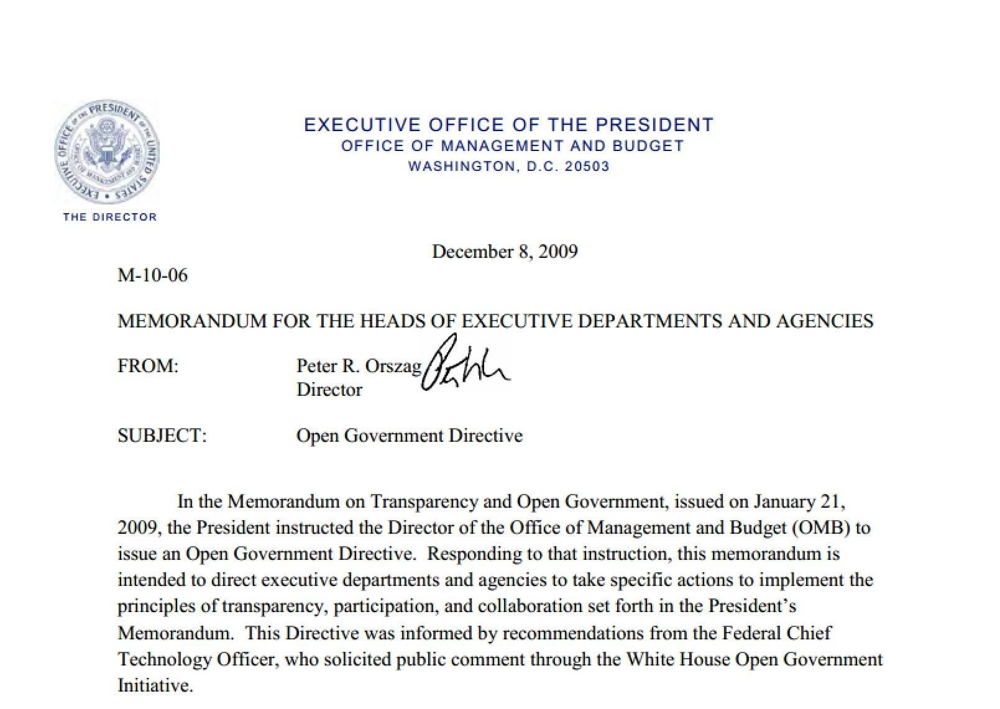 EXECUTIVE OFFICE OF THE PRESIDENT OF THE UNITED STATES
OFFICE OF MANAGEMENT AND BUDGET
THE DIRECTOR
EXECUTIVE OFFICE OF THE PRESIDENT
OFFICE OF MANAGEMENT AND BUDGET
WASHINGTON, D.C. 20503
December 8, 2009
M-10-06
MEMORANDUM FOR THE HEADS OF EXECUTIVE DEPARTMENTS AND AGENCIES
FROM: Peter R. Orszag
Director
SUBJECT: Open Government Directive
In the Memorandum on Transparency and Open Government, issued on January 21,
2009, the President instructed the Director of the Office of Management and Budget (OMB) to
issue an Open Government Directive.  Responding to that instruction, this memorandum is
intended to direct executive departments and agencies to take specific actions to implement the
principles of transparency, participation, and collaboration set forth in the President’s
Memorandum.  This Directive was informed by recommendations from the Federal Chief
Technology Officer, who solicited public comment through the White House Open Government
Initiative.